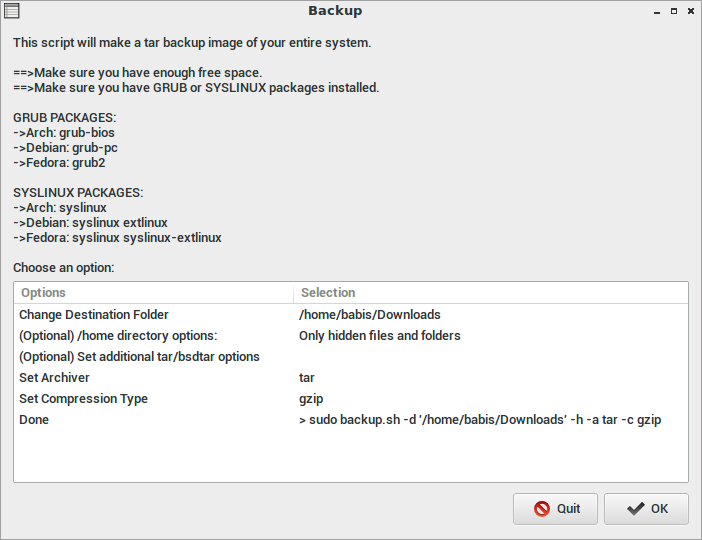 Backup
This script will make a tar backup image of your entire system.
==>Make sure you have enough free space.
==>Make sure you have GRUB or SYSLINUX packages installed.
GRUB PACKAGES:
->Arch: grub-bios
->Debian: grub-pc
->Fedora: grub2
SYSLINUX PACKAGES:
->Arch: syslinux
->Debian: syslinux extlinux
->Fedora: syslinux syslinux-extlinux
Choose an option:
Options Selection
Change Destination Folder /home/babis/Downloads
(Optional) /home directory options: Only hidden files and folders
(Optional) Set additional tar/bsdtar options
Set Archiver tar
Set Compression Type gzip
Done > sudo backup.sh -d '/home/babis/Downloads' -h -a tar -c gzip
Quit OK